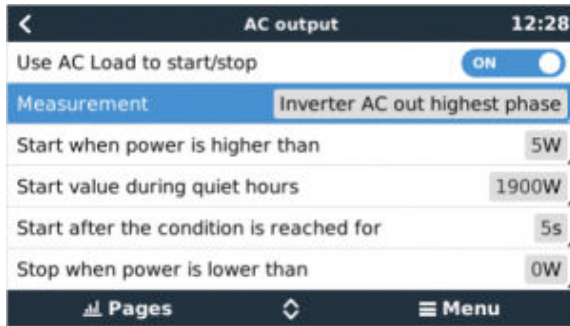 AC output 12:28
Use AC Load to start/stop ON
Measurement Inverter AC out highest phase
Start when power is higher than 5W
Start value during quiet hours 1900W
Start after the condition is reached for 5s
Stop when power is lower than 0W
Pages Menu